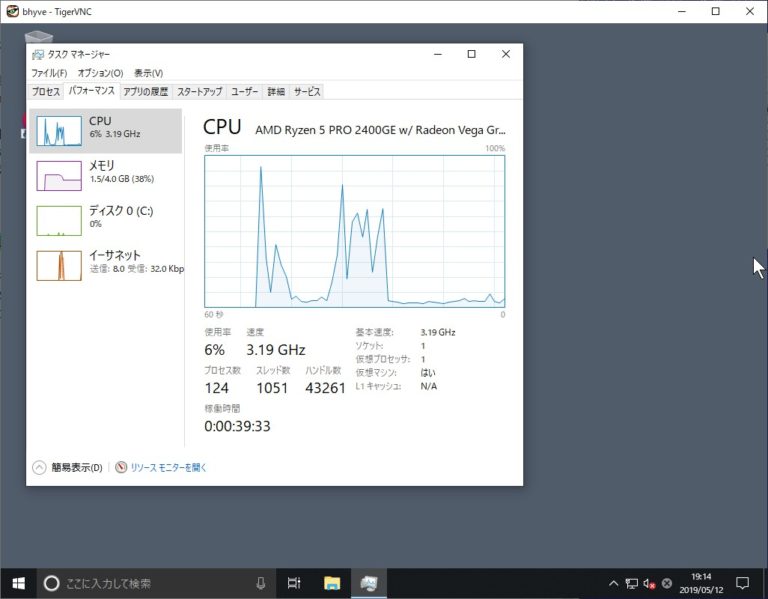 bhyve - TigerVNC
タスク マネージャー
ファイル(F) オプション(O) 表示(V)
プロセス パフォーマンス アプリの履歴 スタートアップ ユーザー 詳細 サービス
CPU
6% 3.19 GHz
メモリ
1.5/4.0 GB (38%)
ディスク 0 (C:)
0%
イーサネット
送信: 8.0 受信: 32.0 Kbp
CPU AMD Ryzen 5 PRO 2400GE w/ Radeon Vega Gr...
使用率 100%
60 秒 0
使用率 速度
6% 3.19 GHz
プロセス数 スレッド数 ハンドル数
124 1051 43261
稼働時間
0:00:39:33
基本速度: 3.19 GHz
ソケット: 1
仮想プロセッサ: 1
仮想マシン: はい
L1 キャッシュ: N/A
簡易表示(D) リソース モニターを開く
ここに入力して検索
19:14
2019/05/12